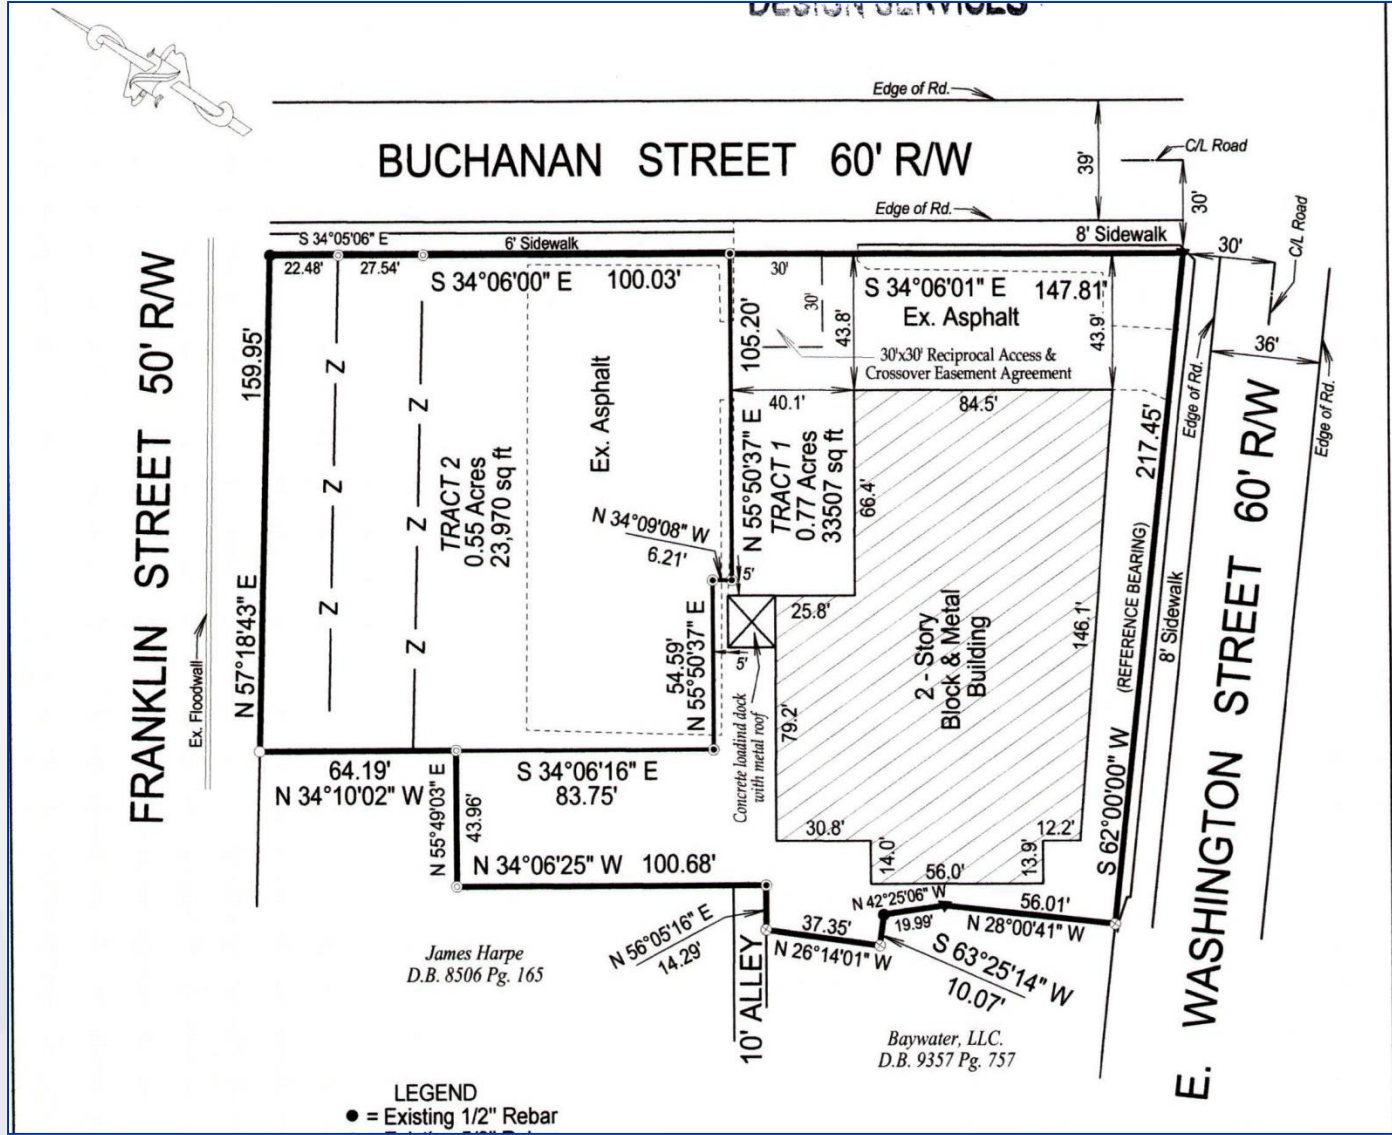 DESIGN SERVICES
Edge of Rd.
BUCHANAN STREET 60' R/W
39'
C/L Road
30'
Edge of Rd.
S 34°05'06" E
6' Sidewalk
8' Sidewalk
30'
C/L Road
22.48'
27.54'
S 34°06'00" E 100.03'
30'
30'
43.8'
S 34°06'01" E 147.81'
Ex. Asphalt
43.9'
30'x30' Reciprocal Access &
Crossover Easement Agreement
36'
Edge of Rd.
Edge of Rd.
FRANKLIN STREET 50' R/W
Ex. Floodwall
159.95'
N 57°18'43" E
Z
Z
Z
Z
Z
Z
TRACT 2
0.55 Acres
23,970 sq ft
Ex. Asphalt
105.20'
N 55°50'37" E
40.1'
84.5'
TRACT 1
0.77 Acres
33507 sq ft
66.4'
N 34°09'08" W
6.21'
5'
25.8'
54.59'
N 55°50'37" E
5'
2 - Story
Block & Metal
Building
146.1'
217.45'
(REFERENCE BEARING)
S 62°00'00" W
8' Sidewalk
E. WASHINGTON STREET 60' R/W
79.2'
Concrete loadind dock
with metal roof
64.19'
N 34°10'02" W
S 34°06'16" E
83.75'
N 55°49'03" E
43.96'
N 34°06'25" W 100.68'
30.8'
14.0'
56.0'
13.9'
12.2'
N 42°25'06" W
19.99'
56.01'
N 28°00'41" W
N 56°05'16" E
14.29'
37.35'
N 26°14'01" W
S 63°25'14" W
10.07'
10' ALLEY
James Harpe
D.B. 8506 Pg. 165
Baywater, LLC.
D.B. 9357 Pg. 757
LEGEND
= Existing 1/2" Rebar